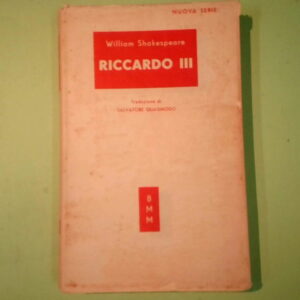 NUOVA SERIE
William Shakespeare
RICCARDO III
Traduzione di
SALVATORE QUASIMODO
B
M
M